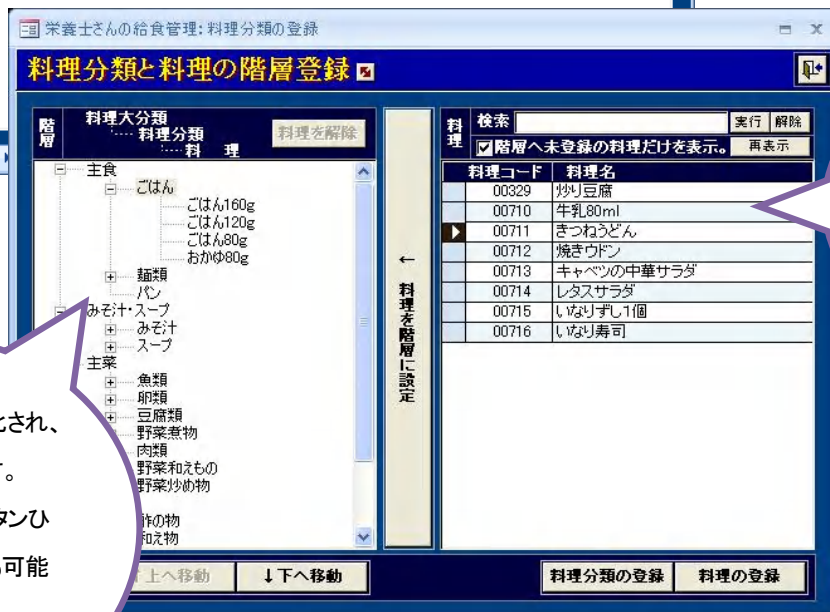 栄養士さんの給食管理: 料理分類の登録
料理分類と料理の階層登録
階層
料理大分類
料理分類
料　理
料理を解除
主食
ごはん
ごはん160g
ごはん120g
ごはん80g
おかゆ80g
麺類
パン
みそ汁・スープ
みそ汁
スープ
主菜
魚類
卵類
豆腐類
野菜煮物
肉類
野菜和えもの
野菜炒め物
酢の物
和え物
上へ移動
↓下へ移動
← 料理を階層に設定
料理
検索
実行 解除
階層へ未登録の料理だけを表示。
再表示
料理コード 料理名
00329 炒り豆腐
00710 牛乳80ml
00711 きつねうどん
00712 焼きウドン
00713 キャベツの中華サラダ
00714 レタスサラダ
00715 いなりずし1個
00716 いなり寿司
料理分類の登録
料理の登録
化され、
す。
タンひ
も可能